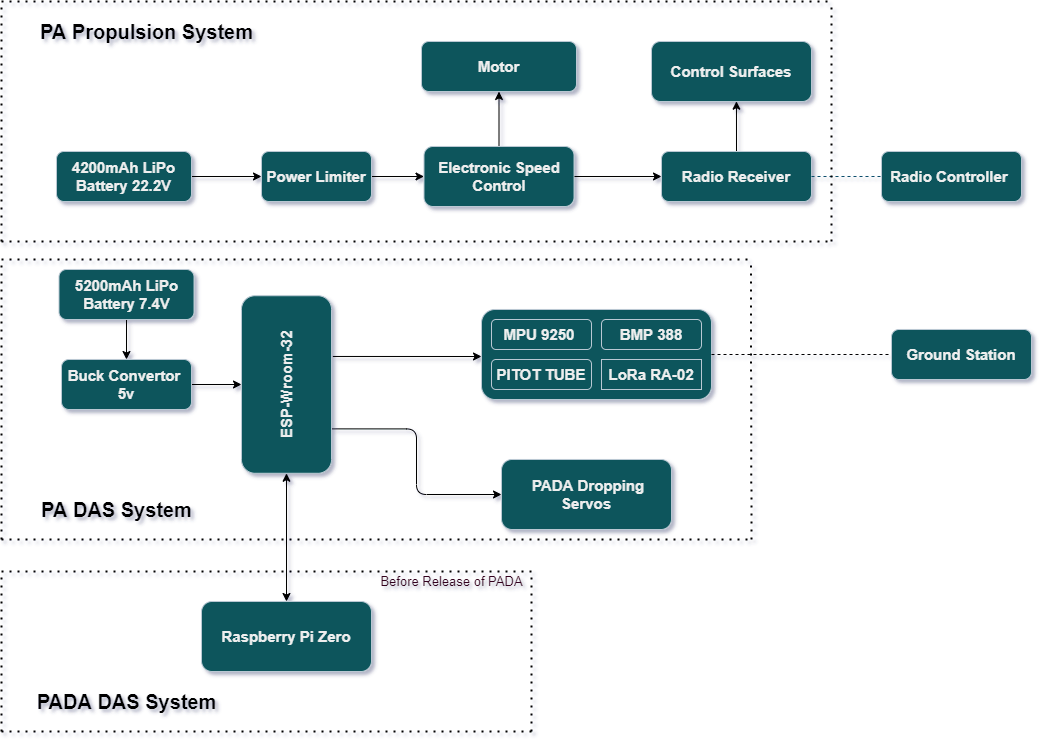 PA Propulsion System
Motor
Control Surfaces
4200mAh LiPo
Battery 22.2V
Power Limiter
Electronic Speed
Control
Radio Receiver
Radio Controller
5200mAh LiPo
Battery 7.4V
Buck Convertor
5v
ESP-Wroom-32
MPU 9250
BMP 388
PITOT TUBE
LoRa RA-02
Ground Station
PADA Dropping
Servos
PA DAS System
Before Release of PADA
Raspberry Pi Zero
PADA DAS System